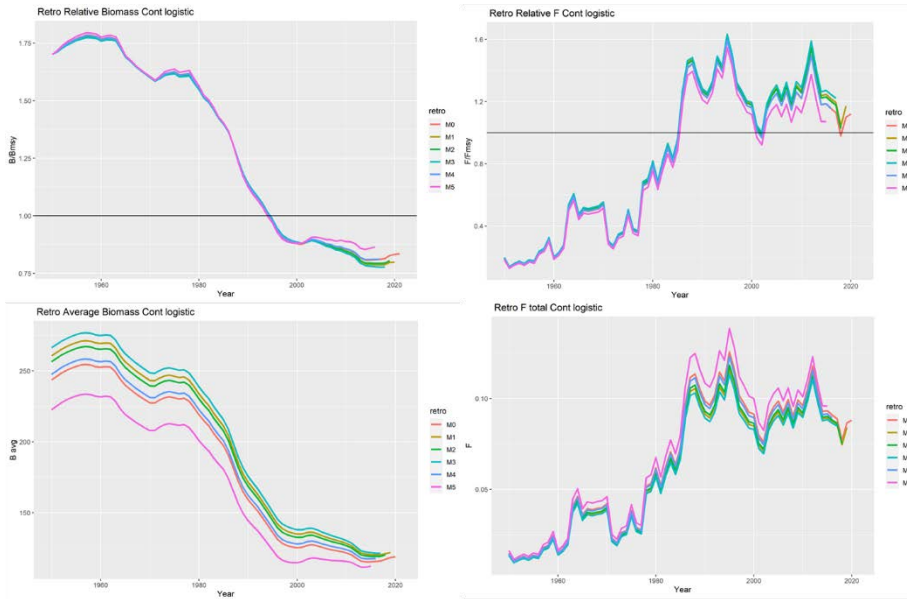 Retro Relative Biomass Cont logistic
1.75
1.50
1.25
1.00
0.75
B/Bmsy
1960
1980
2000
2020
Year
retro
M0
M1
M2
M3
M4
M5
Retro Relative F Cont logistic
1.6
1.2
0.8
0.4
F/Fmsy
1960
1980
2000
2020
Year
retro
M
M
M
M
M
M
Retro Average Biomass Cont logistic
250
200
150
B avg
1960
1980
2000
2020
Year
retro
M0
M1
M2
M3
M4
M5
Retro F total Cont logistic
0.10
0.05
F
1960
1980
2000
2020
Year
retro
M
M
M
M
M
M